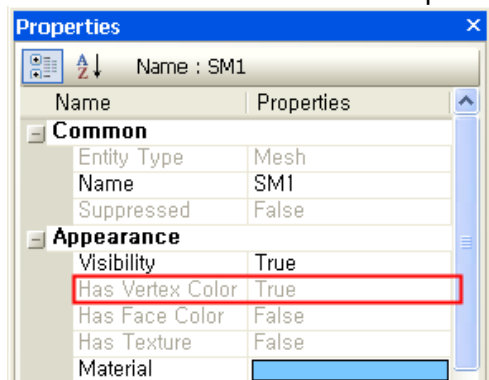 Properties ×
A Z Name : SM1
Name Properties
Common
Entity Type Mesh
Name SM1
Suppressed False
Appearance
Visibility True
Has Vertex Color True
Has Face Color False
Has Texture False
Material